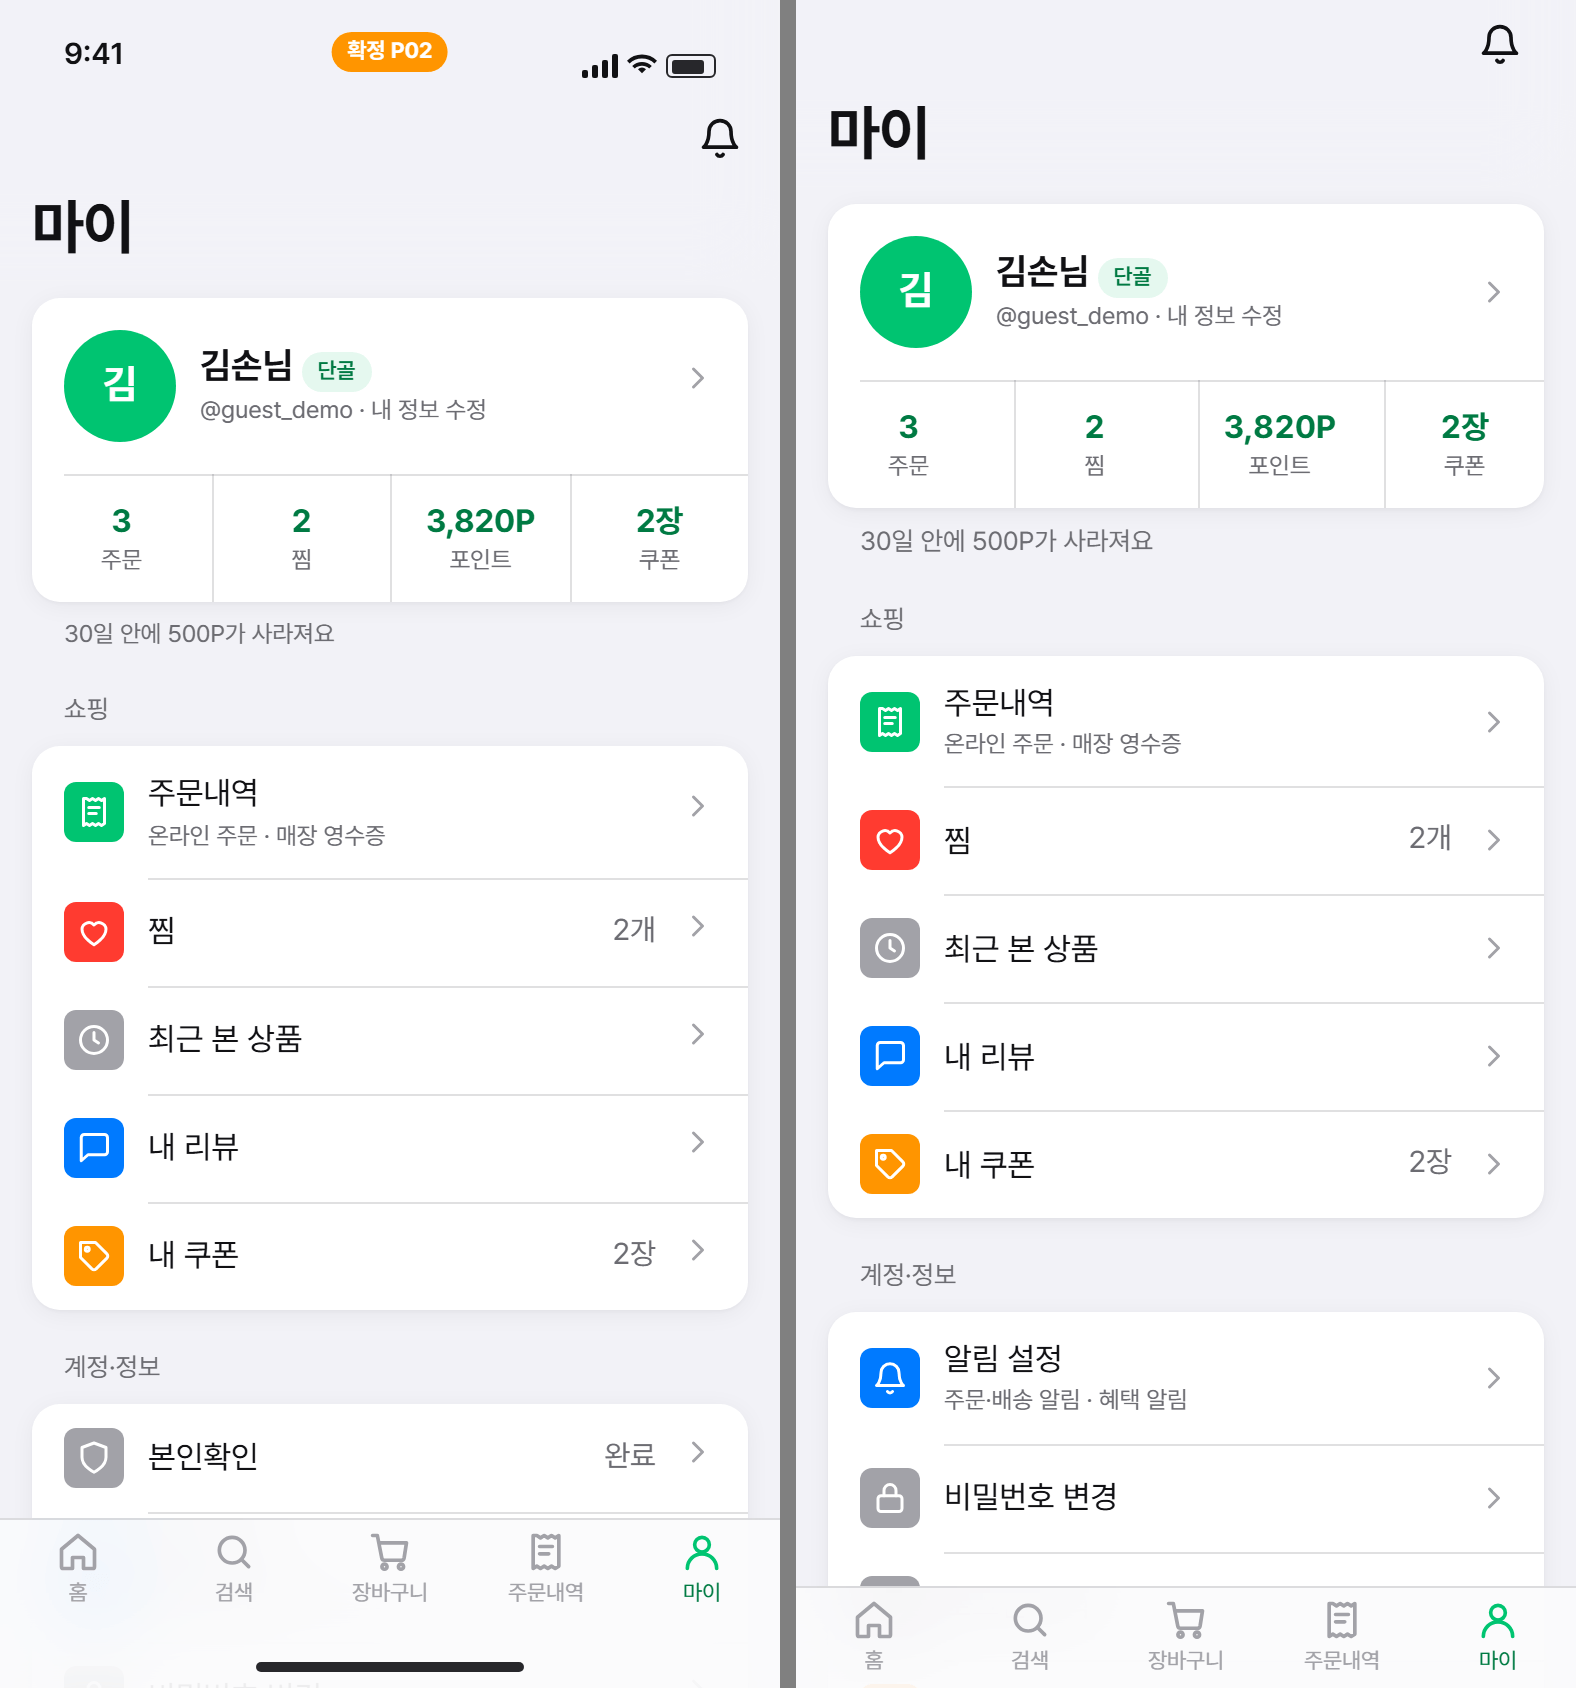 9:41
확정 P02
마이
김
김손님 단골
@guest_demo · 내 정보 수정
3 2 3,820P 2장
주문 찜 포인트 쿠폰
30일 안에 500P가 사라져요
쇼핑
주문내역
온라인 주문 · 매장 영수증
찜 2개
최근 본 상품
내 리뷰
내 쿠폰 2장
계정·정보
본인확인 완료
홈 검색 장바구니 주문내역 마이
마이
김
김손님 단골
@guest_demo · 내 정보 수정
3 2 3,820P 2장
주문 찜 포인트 쿠폰
30일 안에 500P가 사라져요
쇼핑
주문내역
온라인 주문 · 매장 영수증
찜 2개
최근 본 상품
내 리뷰
내 쿠폰 2장
계정·정보
알림 설정
주문·배송 알림 · 혜택 알림
비밀번호 변경
홈 검색 장바구니 주문내역 마이